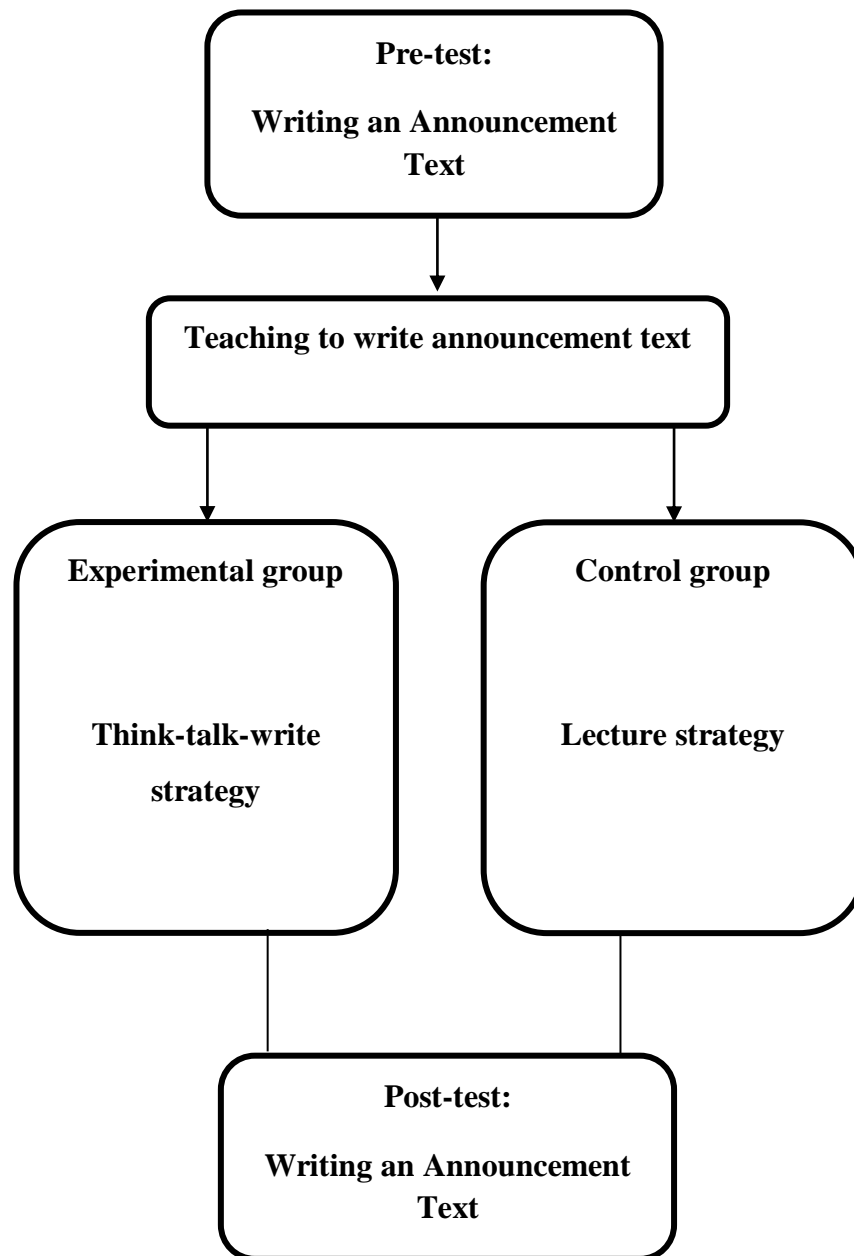 Pre-test:
Writing an Announcement
Text
Teaching to write announcement text
Experimental group
Think-talk-write
strategy
Control group
Lecture strategy
Post-test:
Writing an Announcement
Text